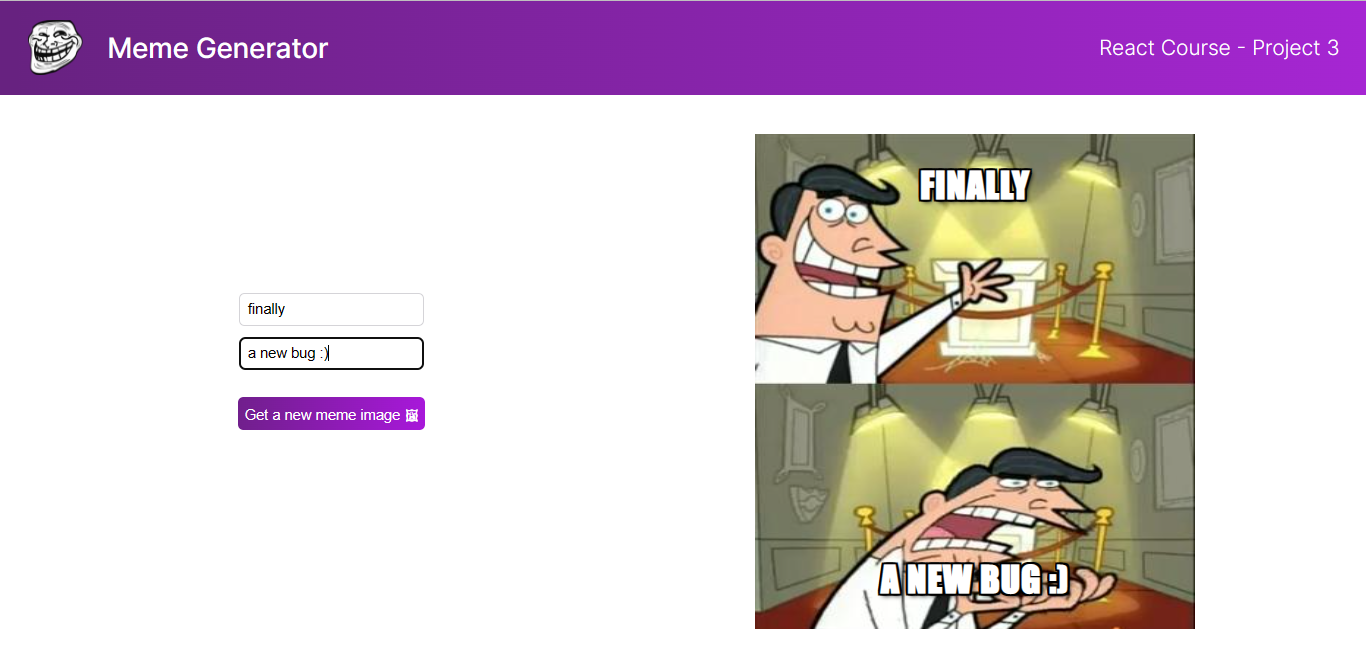 Meme Generator
React Course - Project 3
finally
a new bug :)
Get a new meme image 🖼
FINALLY
A NEW BUG :)